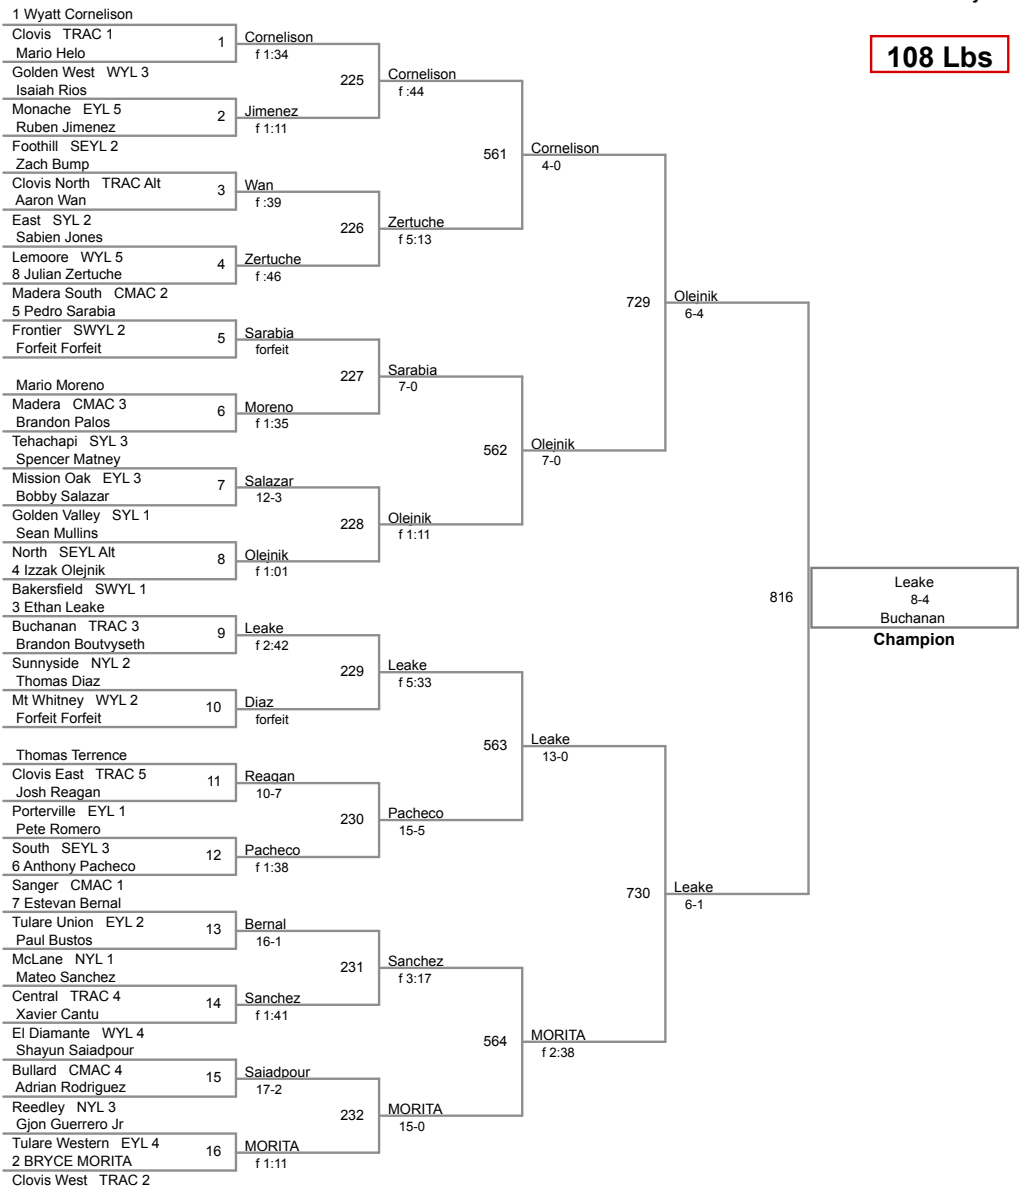 108 Lbs
1 Wyatt Cornelison
Clovis TRAC 1
1
Cornelison
f 1:34
Mario Helo
Golden West WYL 3
225
Cornelison
f :44
Isaiah Rios
Monache EYL 5
2
Jimenez
f 1:11
Ruben Jimenez
Foothill SEYL 2
561
Cornelison
4-0
Zach Bump
Clovis North TRAC Alt
3
Wan
f :39
Aaron Wan
East SYL 2
226
Zertuche
f 5:13
Sabien Jones
Lemoore WYL 5
4
Zertuche
f :46
8 Julian Zertuche
Madera South CMAC 2
729
Olejnik
6-4
5 Pedro Sarabia
Frontier SWYL 2
5
Sarabia
forfeit
Forfeit Forfeit
227
Sarabia
7-0
Mario Moreno
Madera CMAC 3
6
Moreno
f 1:35
Brandon Palos
Tehachapi SYL 3
562
Olejnik
7-0
Spencer Matney
Mission Oak EYL 3
7
Salazar
12-3
Bobby Salazar
Golden Valley SYL 1
228
Olejnik
f 1:11
Sean Mullins
North SEYL Alt
8
Olejnik
f 1:01
4 Izzak Olejnik
Bakersfield SWYL 1
816
Leake
8-4
Buchanan
Champion
3 Ethan Leake
Buchanan TRAC 3
9
Leake
f 2:42
Brandon Boutvyseth
Sunnyside NYL 2
229
Leake
f 5:33
Thomas Diaz
Mt Whitney WYL 2
10
Diaz
forfeit
Forfeit Forfeit
563
Leake
13-0
Thomas Terrence
Clovis East TRAC 5
11
Reagan
10-7
Josh Reagan
Porterville EYL 1
230
Pacheco
15-5
Pete Romero
South SEYL 3
12
Pacheco
f 1:38
6 Anthony Pacheco
Sanger CMAC 1
730
Leake
6-1
7 Estevan Bernal
Tulare Union EYL 2
13
Bernal
16-1
Paul Bustos
McLane NYL 1
231
Sanchez
f 3:17
Mateo Sanchez
Central TRAC 4
14
Sanchez
f 1:41
Xavier Cantu
El Diamante WYL 4
564
MORITA
f 2:38
Shayun Saiadpour
Bullard CMAC 4
15
Saiadpour
17-2
Adrian Rodriguez
Reedley NYL 3
232
MORITA
15-0
Gjon Guerrero Jr
Tulare Western EYL 4
16
MORITA
f 1:11
2 BRYCE MORITA
Clovis West TRAC 2